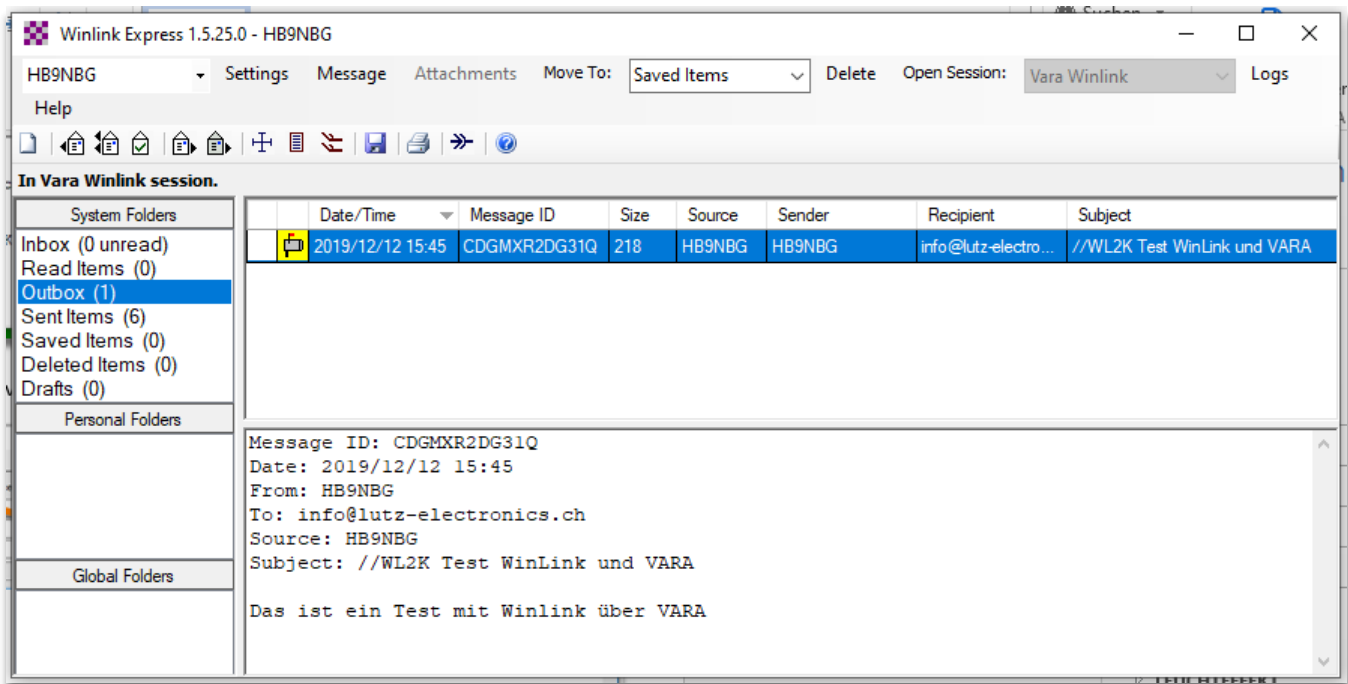 Suchen
Winlink Express 1.5.25.0 - HB9NBG
HB9NBG Settings Message Attachments Move To: Saved Items Delete Open Session: Vara Winlink Logs
Help
In Vara Winlink session.
System Folders
Inbox (0 unread)
Read Items (0)
Outbox (1)
Sent Items (6)
Saved Items (0)
Deleted Items (0)
Drafts (0)
Personal Folders
Global Folders
Date/Time Message ID Size Source Sender Recipient Subject
2019/12/12 15:45 CDGMXR2DG31Q 218 HB9NBG HB9NBG info@lutz-electro... //WL2K Test WinLink und VARA
Message ID: CDGMXR2DG31Q
Date: 2019/12/12 15:45
From: HB9NBG
To: info@lutz-electronics.ch
Source: HB9NBG
Subject: //WL2K Test WinLink und VARA
Das ist ein Test mit Winlink über VARA
LEUCHTEFFEKT